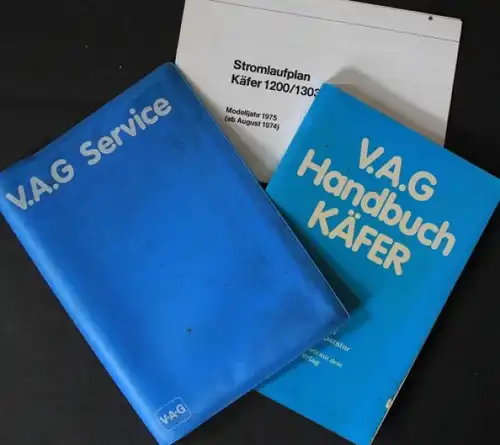 Stromlaufplan
Käfer 1200/1303
Modelljahr 1975
(ab August 1974)
V.A.G Service
V·A·G
V.A.G
Handbuch
KÄFER